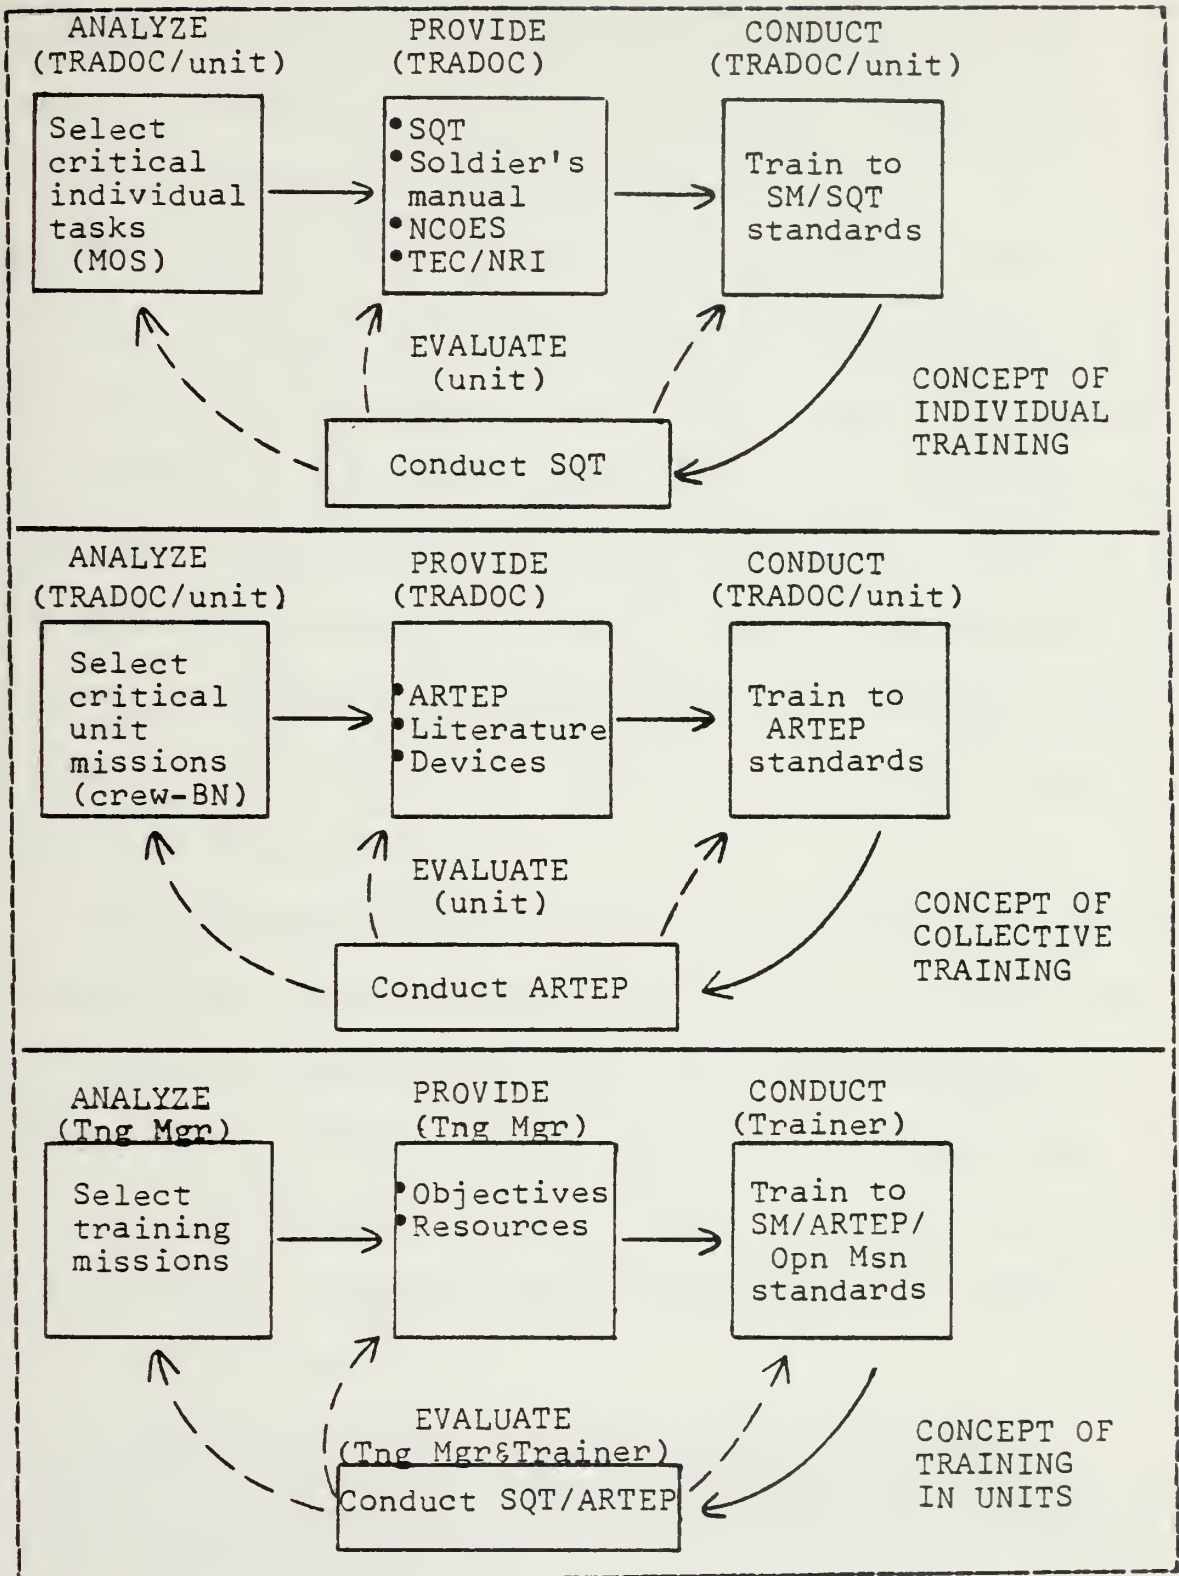 ANALYZE
(TRADOC/unit)
PROVIDE
(TRADOC)
CONDUCT
(TRADOC/unit)
Select
critical
individual
tasks
(MOS)
•SQT
•Soldier's
manual
•NCOES
•TEC/NRI
Train to
SM/SQT
standards
EVALUATE
(unit)
Conduct SQT
CONCEPT OF
INDIVIDUAL
TRAINING
ANALYZE
(TRADOC/unit)
PROVIDE
(TRADOC)
CONDUCT
(TRADOC/unit)
Select
critical
unit
missions
(crew-BN)
•ARTEP
•Literature
•Devices
Train to
ARTEP
standards
EVALUATE
(unit)
Conduct ARTEP
CONCEPT OF
COLLECTIVE
TRAINING
ANALYZE
(Tng Mgr)
PROVIDE
(Tng Mgr)
CONDUCT
(Trainer)
Select
training
missions
•Objectives
•Resources
Train to
SM/ARTEP/
Opn Msn
standards
EVALUATE
(Tng Mgr&Trainer)
Conduct SQT/ARTEP
CONCEPT OF
TRAINING
IN UNITS